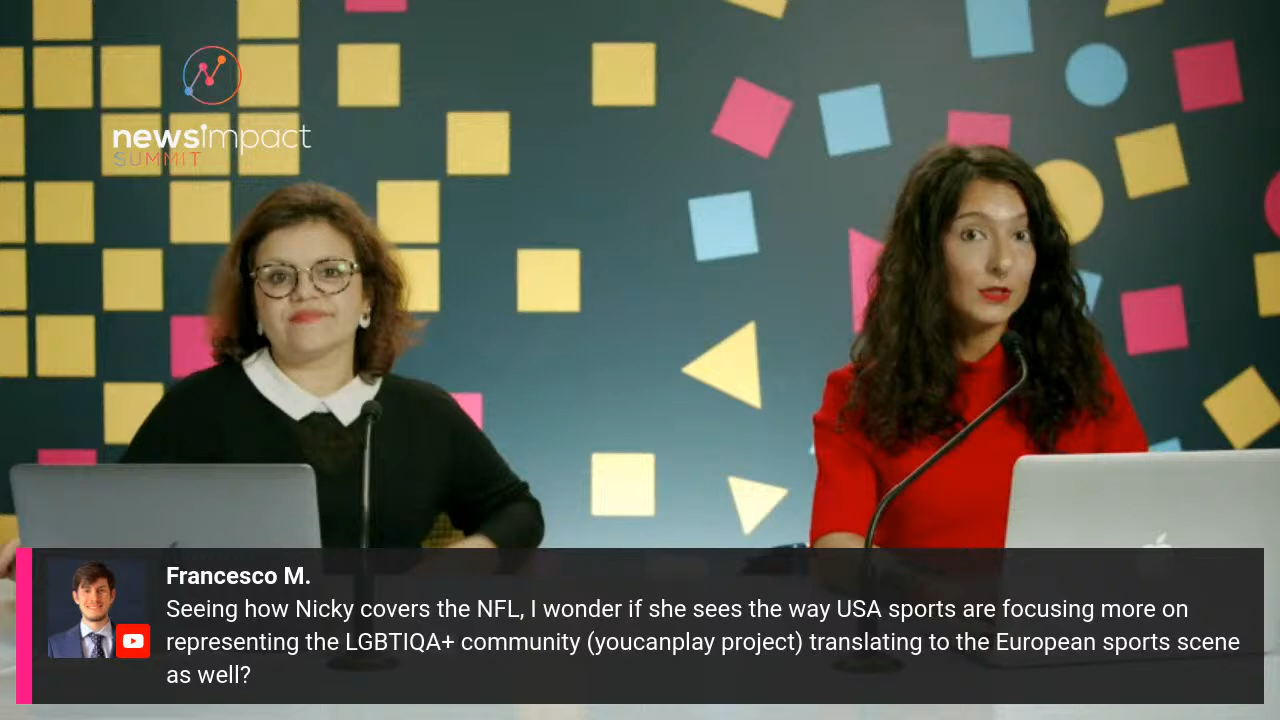 newsimpact
SUMMIT
Francesco M.
Seeing how Nicky covers the NFL, I wonder if she sees the way USA sports are focusing more on
representing the LGBTIQA+ community (youcanplay project) translating to the European sports scene
as well?